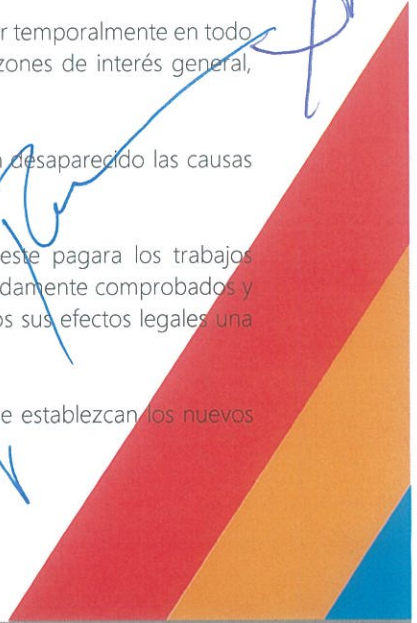 r temporalmente en todo
zones de interés general,
desaparecido las causas
este pagara los trabajos
damente comprobados y
os sus efectos legales una
e establezcan los nuevos